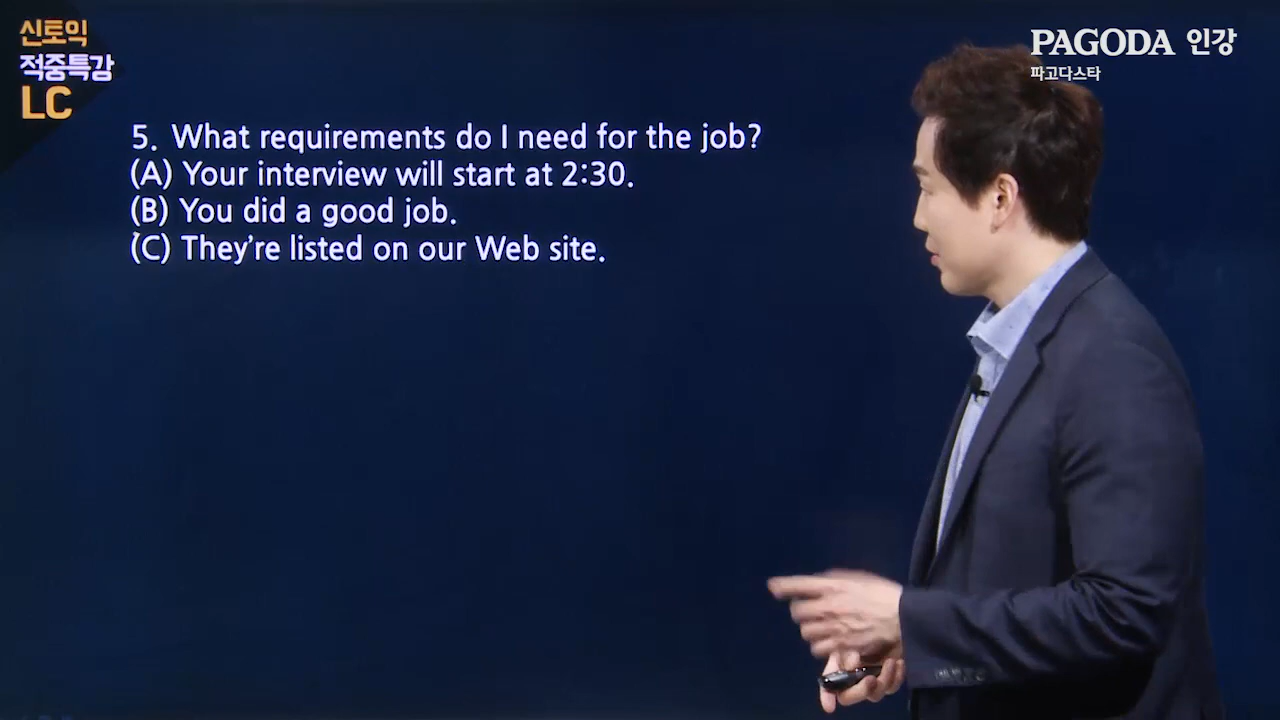 신토익
적중특강
LC
PAGODA 인강
파고다스타
5. What requirements do I need for the job?
(A) Your interview will start at 2:30.
(B) You did a good job.
(C) They're listed on our Web site.